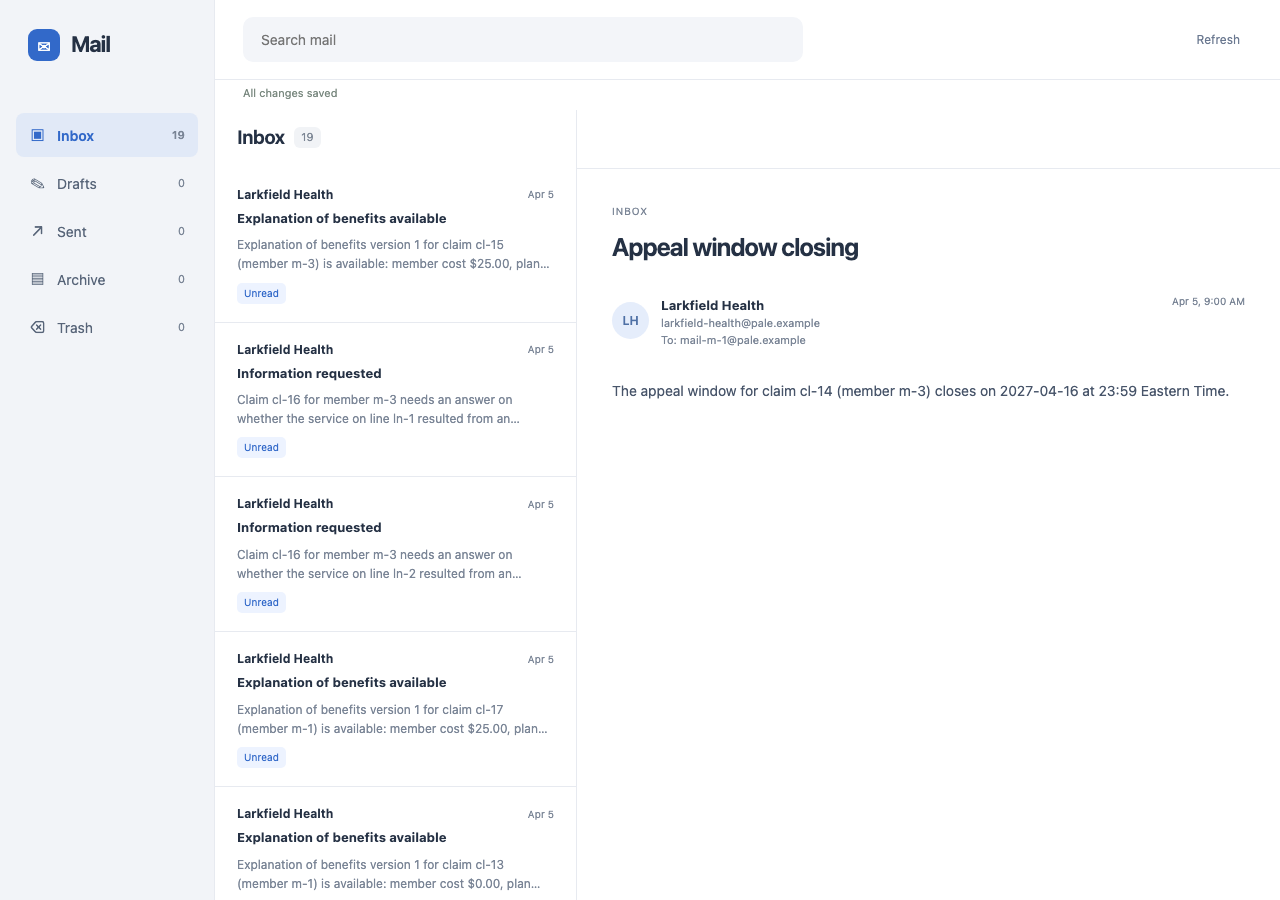 Mail
Search mail
Refresh
All changes saved
Inbox 19
Drafts 0
Sent 0
Archive 0
Trash 0
Inbox 19
Larkfield Health Apr 5
Explanation of benefits available
Explanation of benefits version 1 for claim cl-15
(member m-3) is available: member cost $25.00, plan...
Unread
Larkfield Health Apr 5
Information requested
Claim cl-16 for member m-3 needs an answer on
whether the service on line ln-1 resulted from an...
Unread
Larkfield Health Apr 5
Information requested
Claim cl-16 for member m-3 needs an answer on
whether the service on line ln-2 resulted from an...
Unread
Larkfield Health Apr 5
Explanation of benefits available
Explanation of benefits version 1 for claim cl-17
(member m-1) is available: member cost $25.00, plan...
Unread
Larkfield Health Apr 5
Explanation of benefits available
Explanation of benefits version 1 for claim cl-13
(member m-1) is available: member cost $0.00, plan...
INBOX
Appeal window closing
LH
Larkfield Health Apr 5, 9:00 AM
larkfield-health@pale.example
To: mail-m-1@pale.example
The appeal window for claim cl-14 (member m-3) closes on 2027-04-16 at 23:59 Eastern Time.